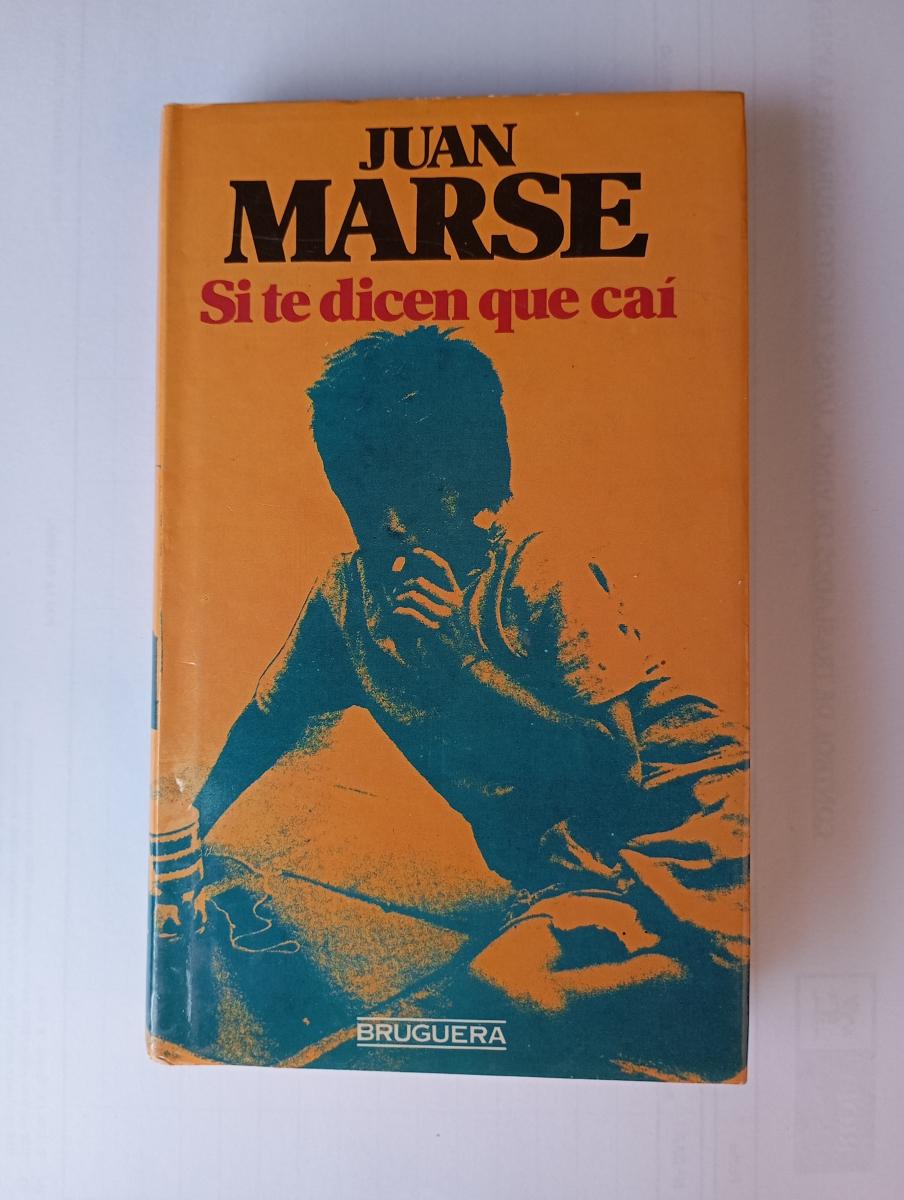 JUAN
MARSE
Si te dicen que caí
BRUGUERA